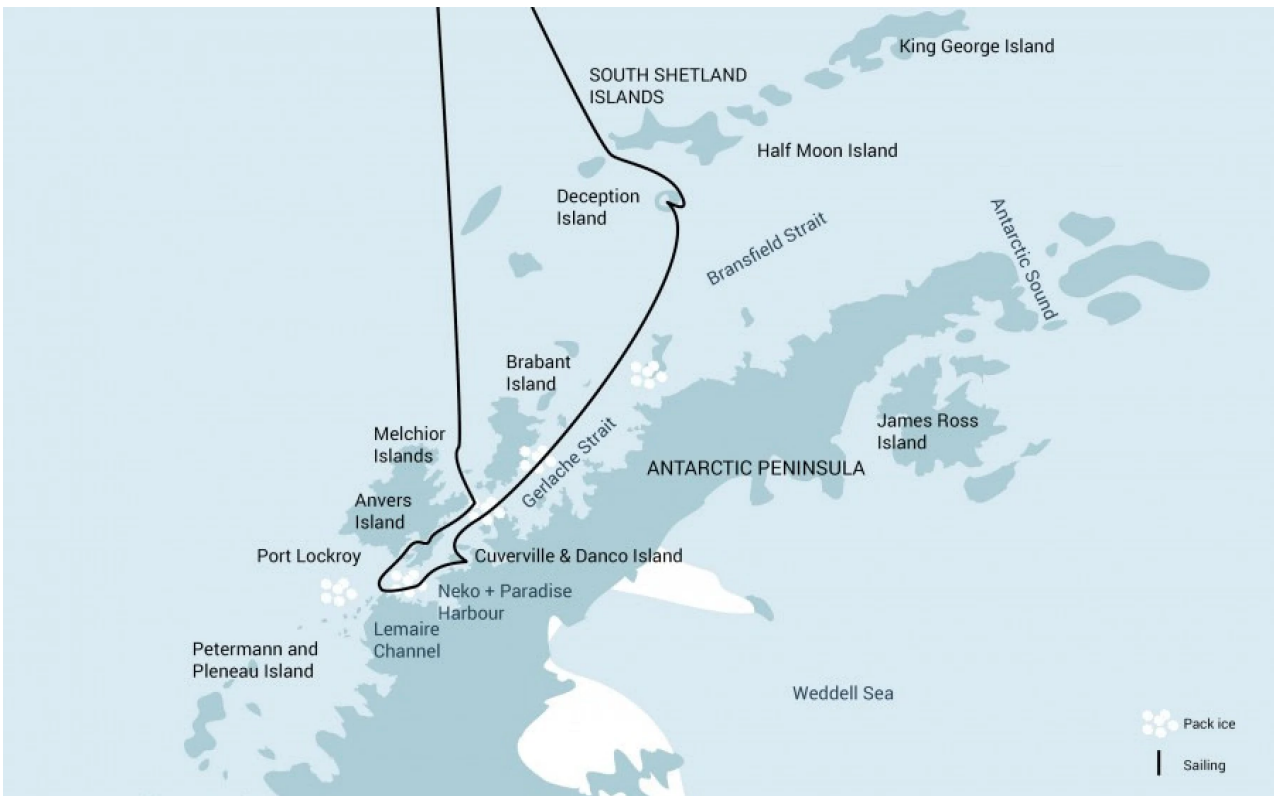 King George Island
SOUTH SHETLAND
ISLANDS
Half Moon Island
Deception
Island
Bransfield Strait
Antarctic Sound
Brabant
Island
Melchior
Islands
James Ross
Island
Gerlache Strait
ANTARCTIC PENINSULA
Anvers
Island
Port Lockroy
Cuverville & Danco Island
Neko + Paradise
Harbour
Lemaire
Channel
Petermann and
Pleneau Island
Weddell Sea
Pack ice
Sailing